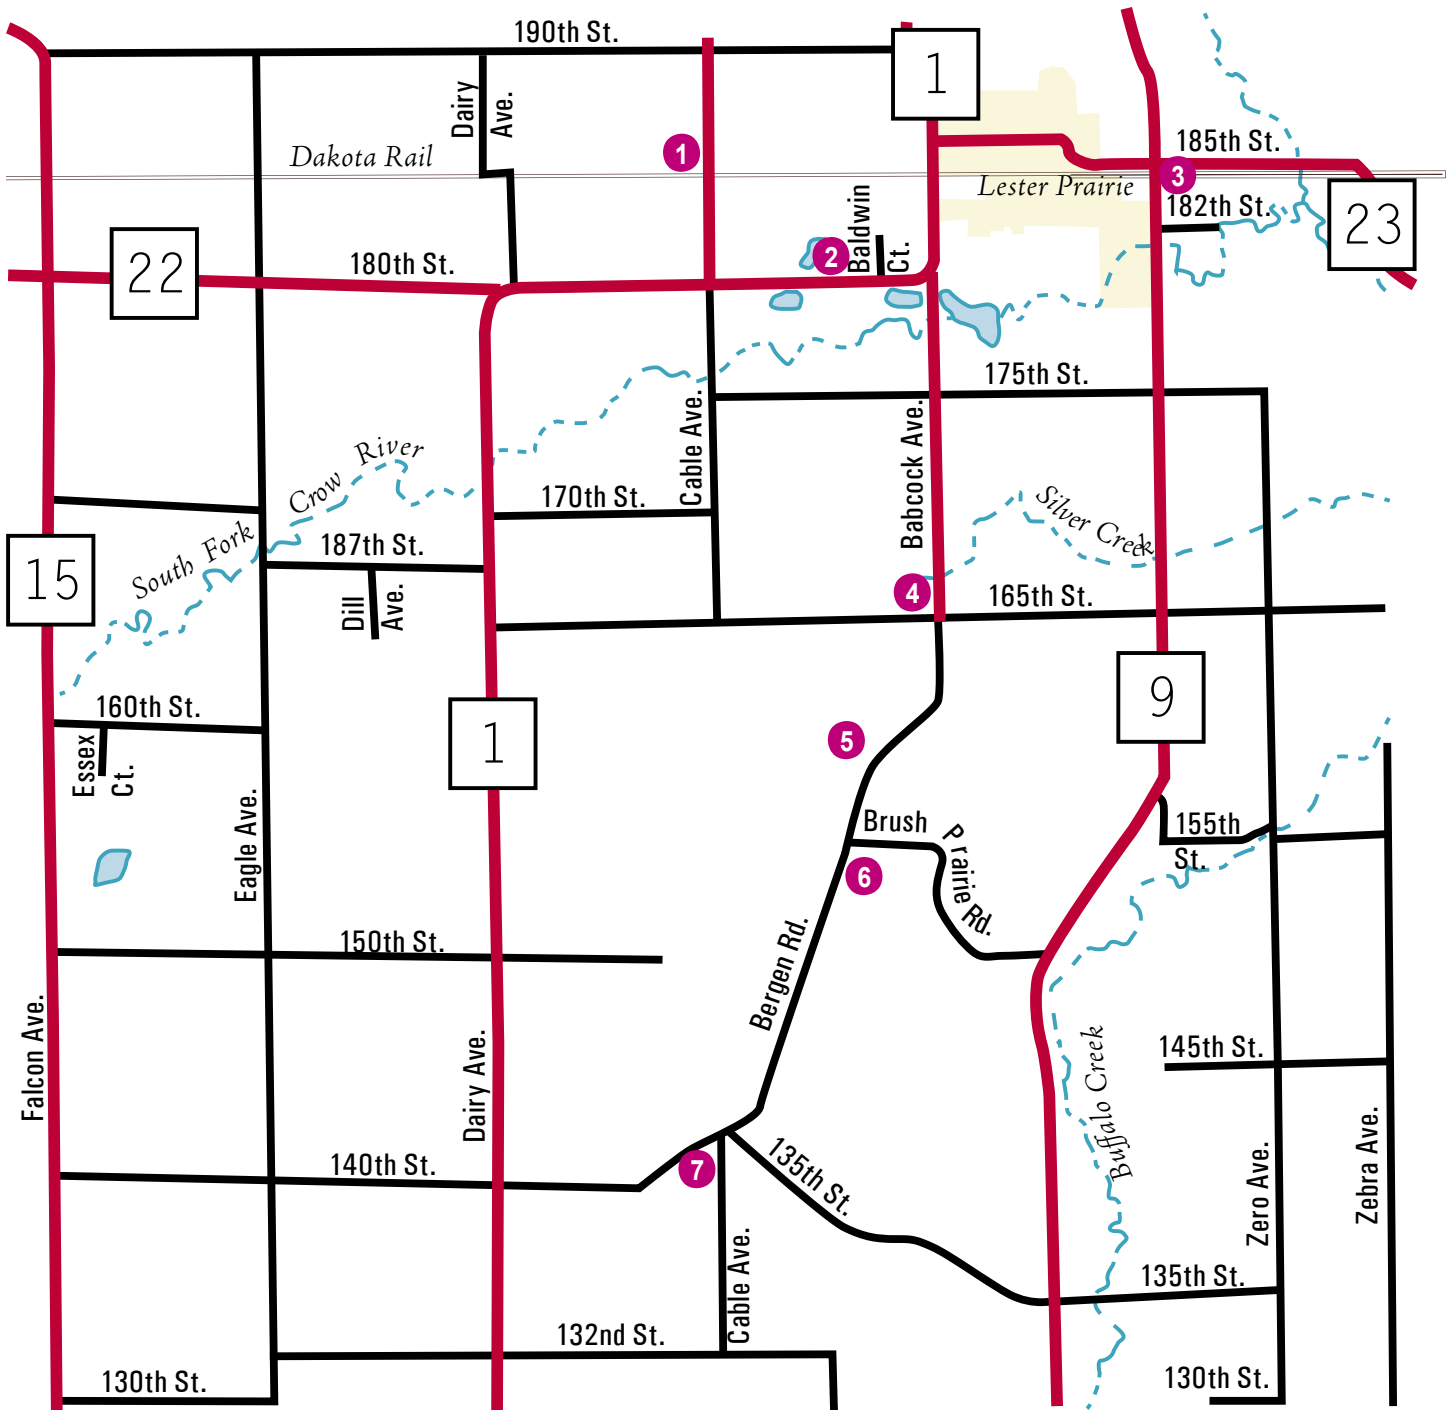 190th St.
1
Dairy
Ave.
Dakota Rail
1
185th St.
3
Lester Prairie
182th St.
23
Baldwin
Ct.
2
22
180th St.
175th St.
Cable Ave.
Babcock Ave.
Crow River
South Fork
170th St.
Silver Creek
187th St.
15
Dill
Ave.
4
165th St.
160th St.
9
Essex
Ct.
1
5
Eagle Ave.
Brush
Prairie Rd.
155th
St.
6
150th St.
Bergen Rd.
Falcon Ave.
Dairy Ave.
145th St.
Buffalo Creek
140th St.
7
135th St.
Zero Ave.
Zebra Ave.
Cable Ave.
135th St.
132nd St.
130th St.
130th St.